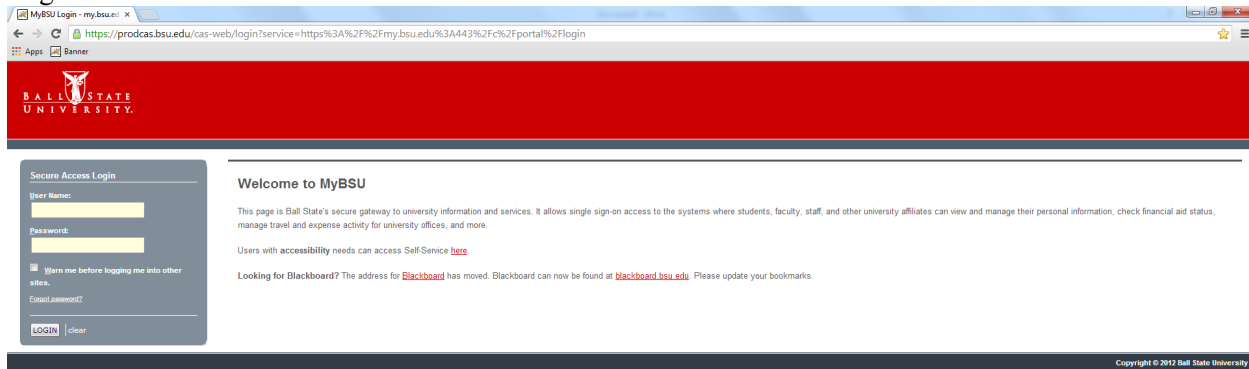 MyBSU Login - my.bsu.ed
https://prodcas.bsu.edu/cas-web/login?service=https%3A%2F%2Fmy.bsu.edu%3A443%2Fc%2Fportal%2Flogin
Apps Banner
BALL STATE
UNIVERSITY.
Secure Access Login
User Name:
Password:
Warn me before logging me into other
sites.
Forgot password?
LOGIN clear
Welcome to MyBSU
This page is Ball State's secure gateway to university information and services. It allows single sign-on access to the systems where students, faculty, staff, and other university affiliates can view and manage their personal information, check financial aid status,
manage travel and expense activity for university offices, and more.
Users with accessibility needs can access Self-Service here.
Looking for Blackboard? The address for Blackboard has moved. Blackboard can now be found at blackboard.bsu.edu. Please update your bookmarks.
Copyright © 2012 Ball State University